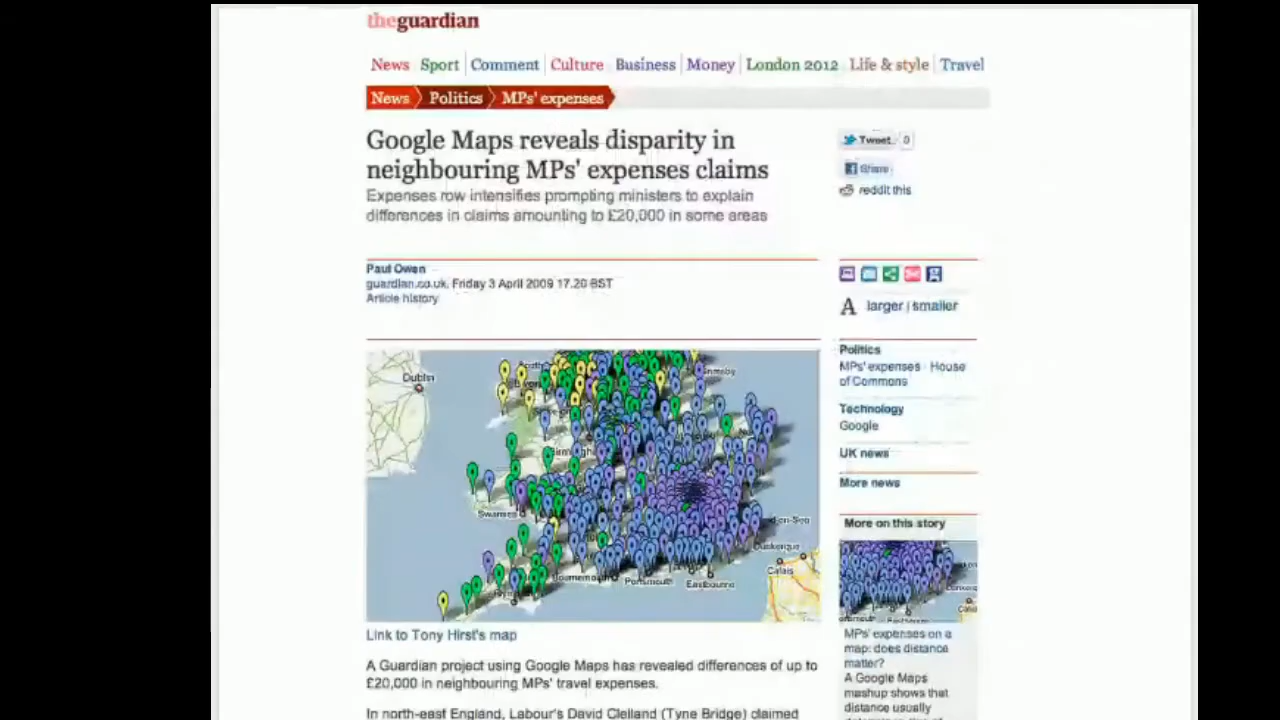 theguardian
News Sport Comment Culture Business Money London 2012 Life & style Travel
News Politics MPs' expenses
Google Maps reveals disparity in
neighbouring MPs' expenses claims
Expenses row intensifies prompting ministers to explain
differences in claims amounting to £20,000 in some areas
Tweet 0
Share
reddit this
Paul Owen
guardian.co.uk, Friday 3 April 2009 17.20 BST
Article history
A larger | smaller
Politics
MPs' expenses · House
of Commons
Technology
Google
UK news
More news
More on this story
Dublin
Swansea
Bournemouth
Portsmouth
Eastbourne
Calais
Link to Tony Hirst's map
A Guardian project using Google Maps has revealed differences of up to
£20,000 in neighbouring MPs' travel expenses.
In north-east England, Labour's David Clelland (Tyne Bridge) claimed
MPs' expenses on a
map: does distance
matter?
A Google Maps
mashup shows that
distance usually